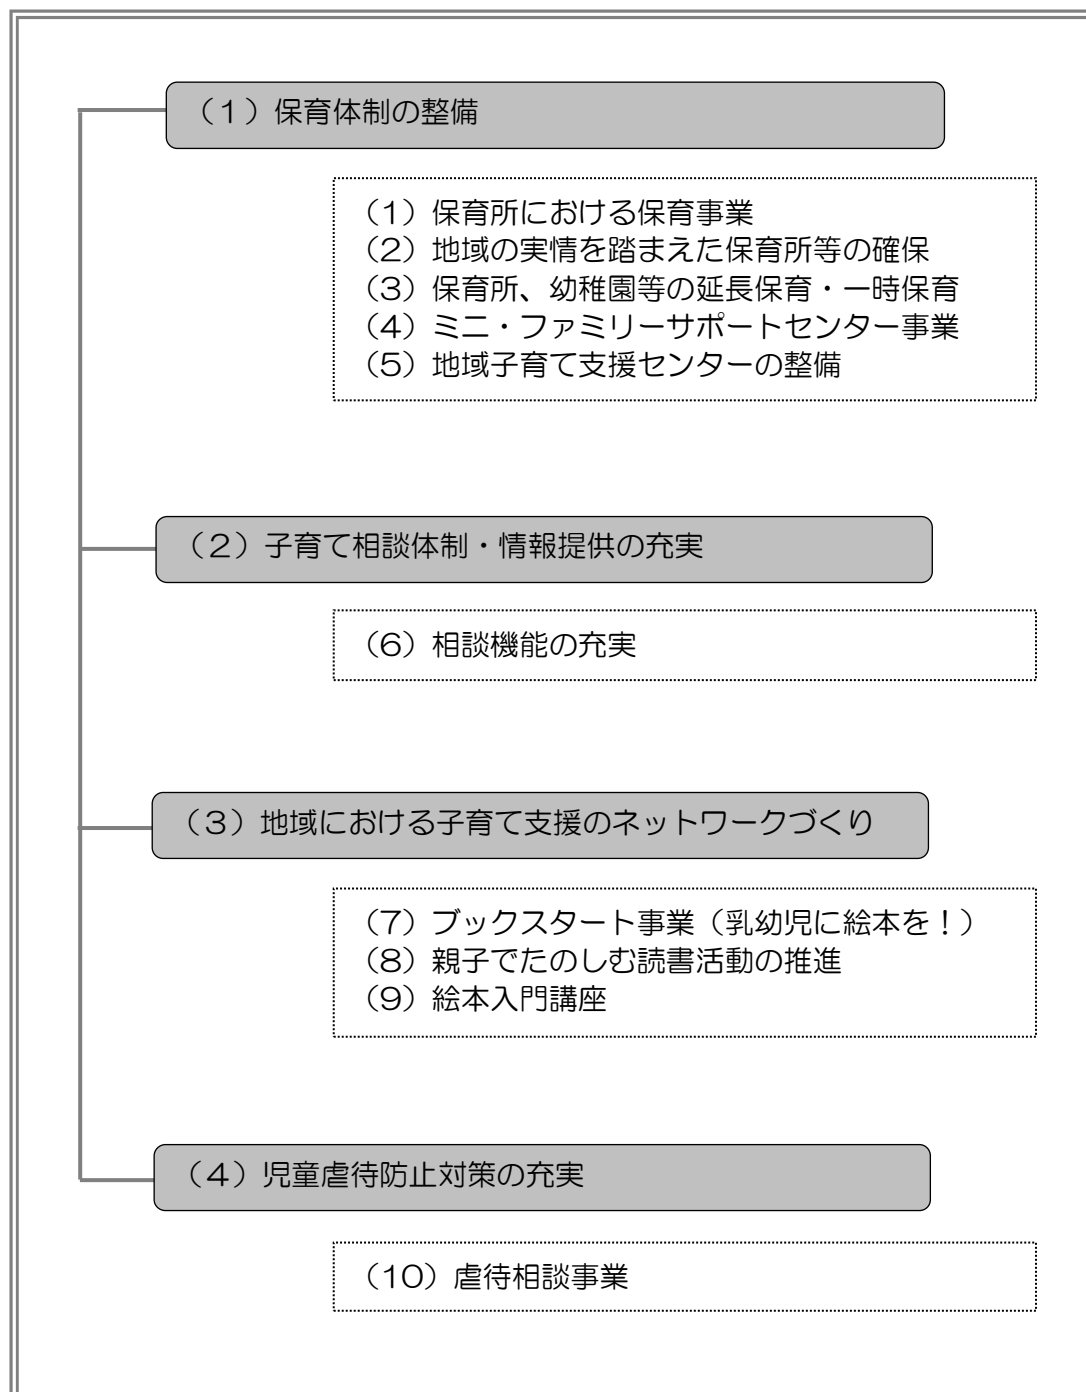 （１）保育体制の整備
（1）保育所における保育事業
（2）地域の実情を踏まえた保育所等の確保
（3）保育所、幼稚園等の延長保育・一時保育
（4）ミニ・ファミリーサポートセンター事業
（5）地域子育て支援センターの整備
（２）子育て相談体制・情報提供の充実
（6）相談機能の充実
（３）地域における子育て支援のネットワークづくり
（7）ブックスタート事業（乳幼児に絵本を！）
（8）親子でたのしむ読書活動の推進
（9）絵本入門講座
（４）児童虐待防止対策の充実
（10）虐待相談事業